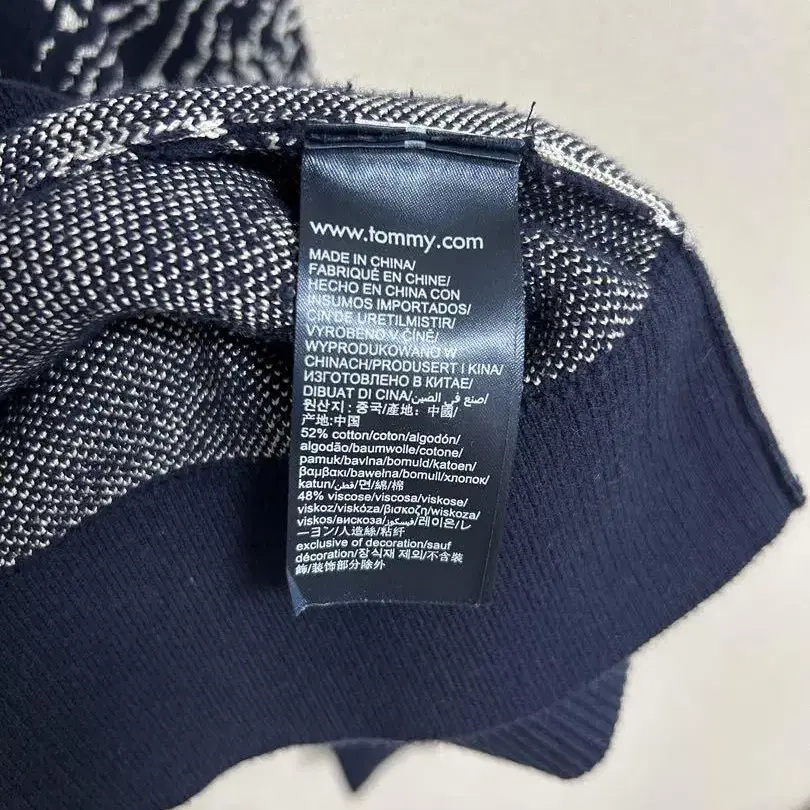 www.tommy.com
MADE IN CHINA/
FABRIQUÉ EN CHINE/
HECHO EN CHINA CON
INSUMOS IMPORTADOS/
ÇIN'DE URETILMISTIR/
VYROBENO V ČÍNĚ/
WYPRODUKOWANO W
CHINACH/PRODUSERT I KINA/
ИЗГОТОВЛЕНО В КИТАЕ/
DIBUAT DI CINA/صنع في الصين/
원산지 : 중국/產地：中國/
产地:中国
52% cotton/coton/algodón/
algodão/baumwolle/cotone/
pamuk/bavlna/bomuld/katoen/
βαμβακι/bawełna/bomull/хлопок/
katun/قطن/면/綿/棉
48% viscose/viscosa/viskose/
viskoz/viskóza/βισκοζη/wiskoza/
viskos/вискоза/فيسكوز/레이온/レ
ーヨン/人造絲/粘纤
exclusive of decoration/sauf
décoration/장식재 제외/不含裝
飾/装饰部分除外